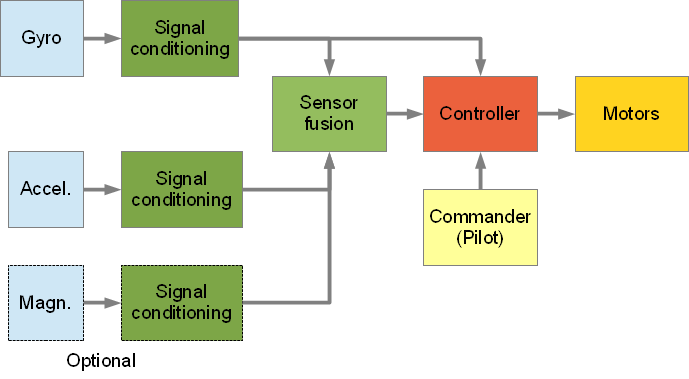 Gyro
Signal
conditioning
Sensor
fusion
Controller
Motors
Accel.
Signal
conditioning
Commander
(Pilot)
Magn.
Signal
conditioning
Optional